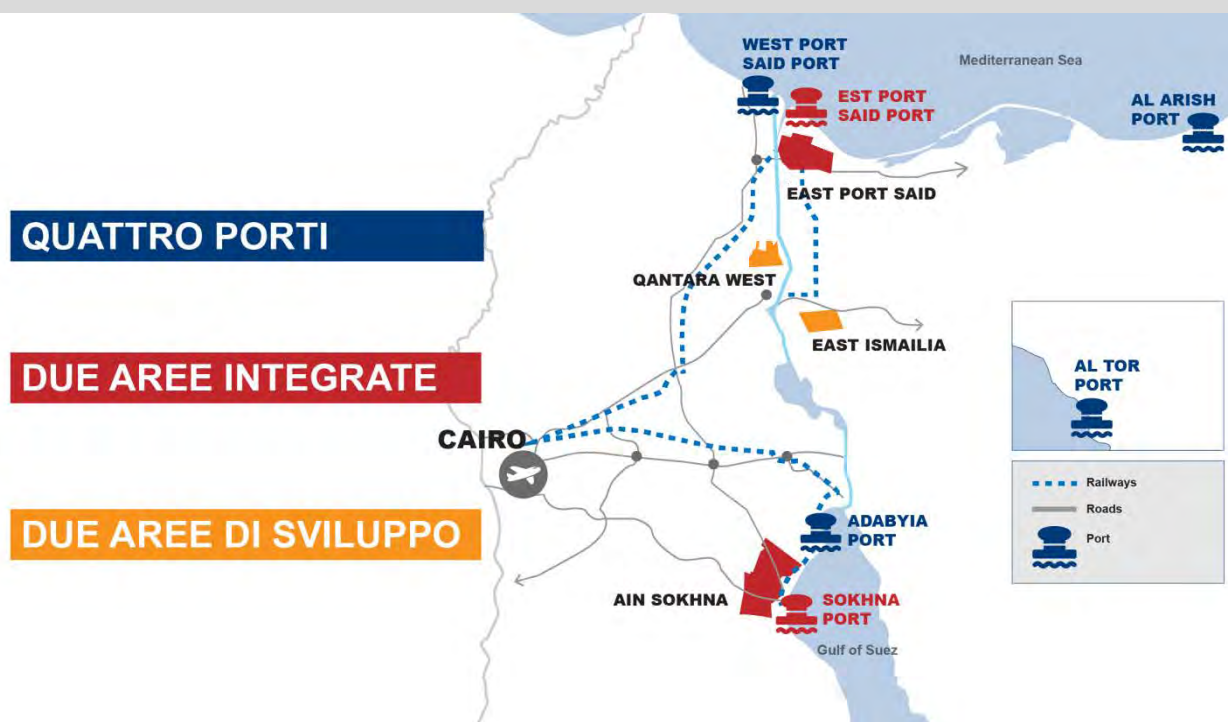 WEST PORT
SAID PORT
Mediterranean Sea
EST PORT
SAID PORT
AL ARISH
PORT
EAST PORT SAID
QUATTRO PORTI
QANTARA WEST
EAST ISMAILIA
DUE AREE INTEGRATE
AL TOR
PORT
CAIRO
Railways
Roads
Port
DUE AREE DI SVILUPPO
ADABYIA
PORT
AIN SOKHNA
SOKHNA
PORT
Gulf of Suez